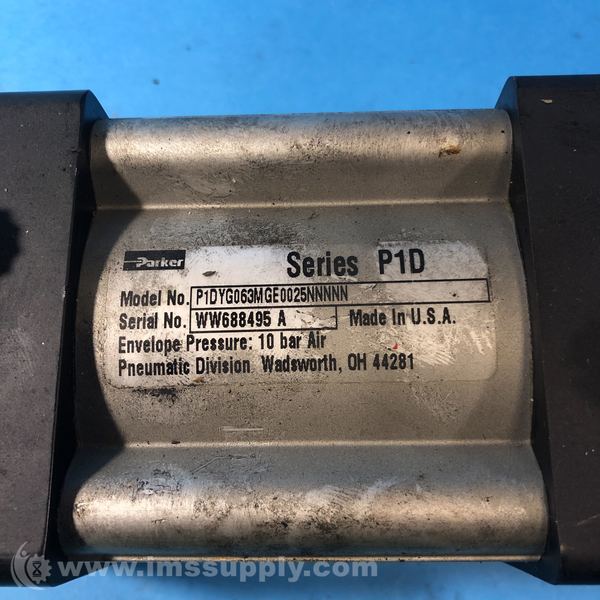 Parker Series P1D
Model No. P1DYG063MGE0025NNNNN
Serial No. WW688495 A Made In U.S.A.
Envelope Pressure: 10 bar Air
Pneumatic Division Wadsworth, OH 44281
www.imssupply.com